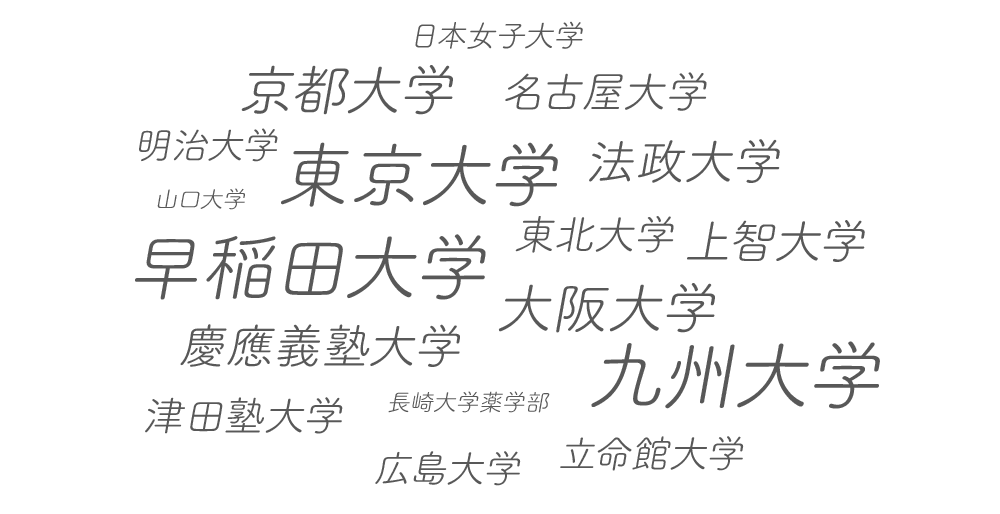 日本女子大学
京都大学
名古屋大学
明治大学
東京大学
法政大学
山口大学
早稲田大学
東北大学
上智大学
大阪大学
慶應義塾大学
九州大学
津田塾大学
長崎大学薬学部
広島大学
立命館大学